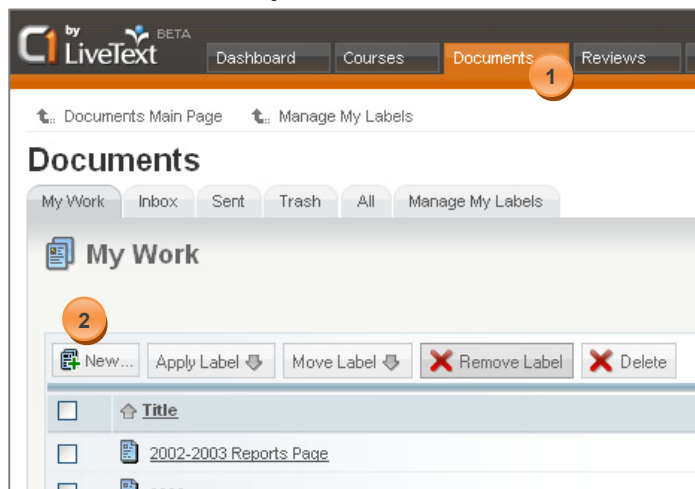 C1 by LiveText BETA
Dashboard Courses Documents Reviews
1
Documents Main Page Manage My Labels
Documents
My Work Inbox Sent Trash All Manage My Labels
My Work
2
New... Apply Label Move Label Remove Label Delete
Title
2002-2003 Reports Page